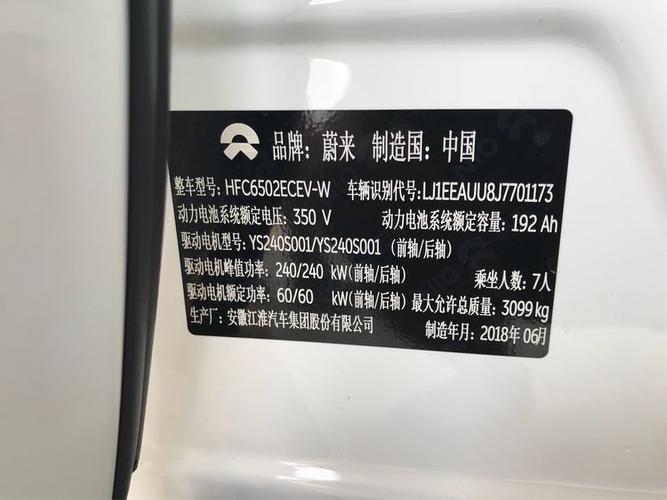 品牌：蔚来 制造国：中国
整车型号：HFC6502ECEV-W 车辆识别代号：LJ1EEAUU8J7701173
动力电池系统额定电压：350 V 动力电池系统额定容量：192 Ah
驱动电机型号：YS240S001/YS240S001（前轴/后轴）
驱动电机峰值功率：240/240 kW(前轴/后轴) 乘坐人数：7人
驱动电机额定功率：60/60 kW(前轴/后轴) 最大允许总质量：3099kg
生产厂：安徽江淮汽车集团股份有限公司 制造年月：2018年06月